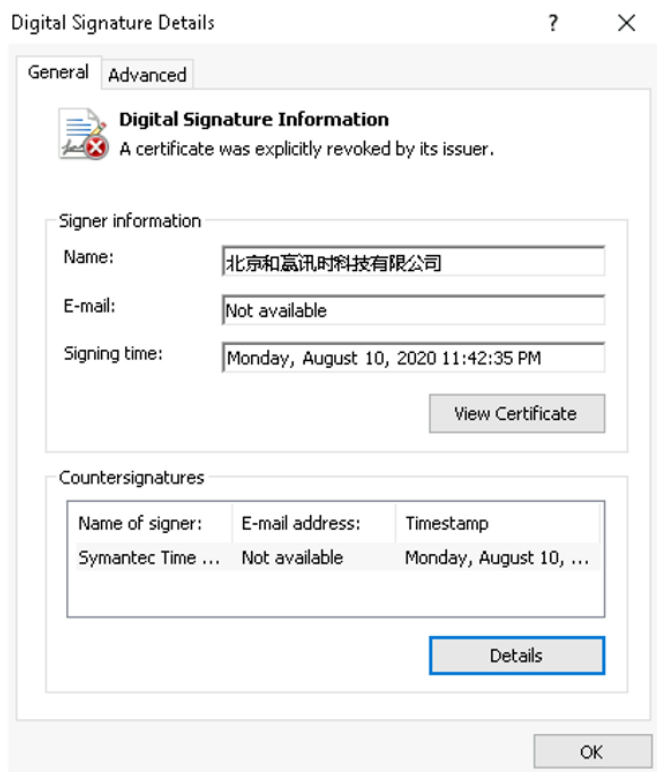 Digital Signature Details
General Advanced
Digital Signature Information
A certificate was explicitly revoked by its issuer.
Signer information
Name: 北京和赢讯时科技有限公司
E-mail: Not available
Signing time: Monday, August 10, 2020 11:42:35 PM
View Certificate
Countersignatures
Name of signer: E-mail address: Timestamp
Symantec Time ... Not available Monday, August 10, ...
Details
OK